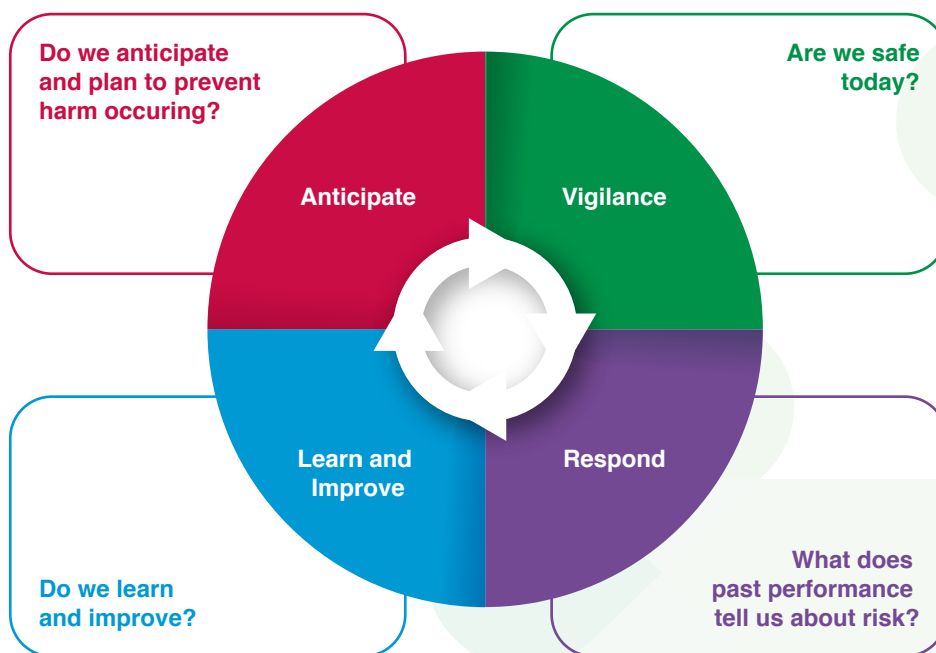 Do we anticipate
and plan to prevent
harm occuring?
Are we safe
today?
Anticipate
Vigilance
Learn and
Improve
Respond
Do we learn
and improve?
What does
past performance
tell us about risk?